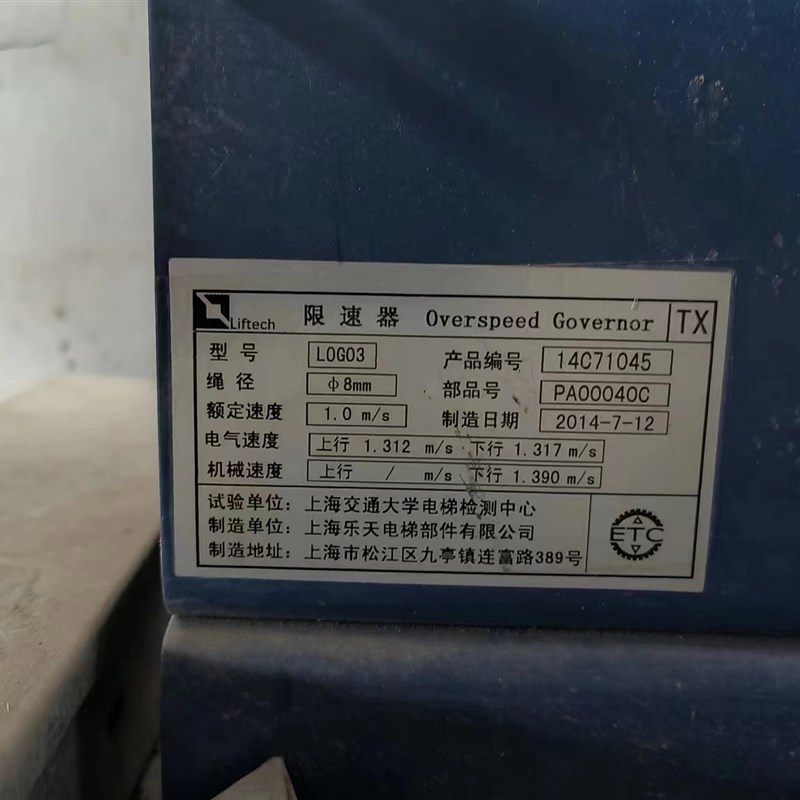 Liftech 限速器 Overspeed Governor TX
型号 LOG03 产品编号 14C71045
绳径 ф8mm 部品号 PA00040C
额定速度 1.0 m/s 制造日期 2014-7-12
电气速度 上行 1.312 m/s 下行 1.317 m/s
机械速度 上行 / m/s 下行 1.390 m/s
试验单位: 上海交通大学电梯检测中心
制造单位: 上海乐天电梯部件有限公司
制造地址: 上海市松江区九亭镇连富路389号
ETC